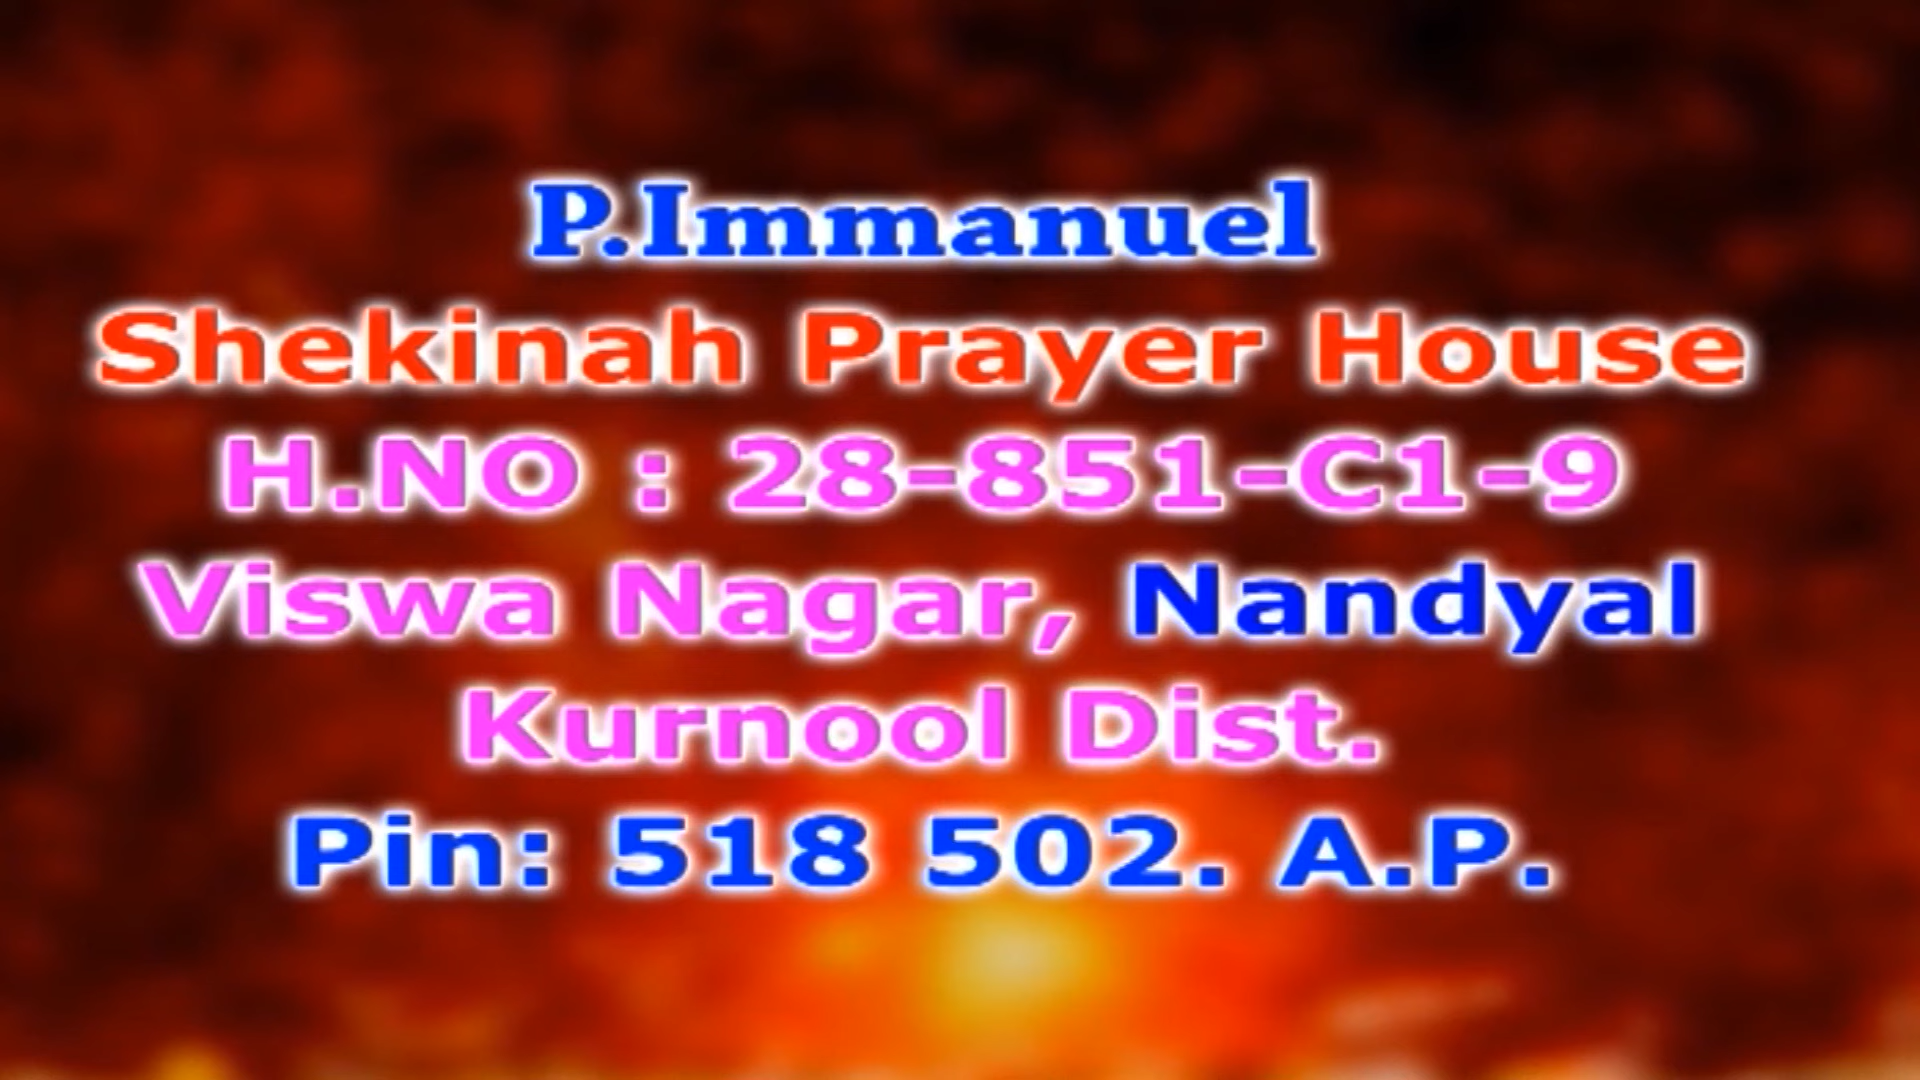 P.Immanuel
Shekinah Prayer House
H.NO : 28-851-C1-9
Viswa Nagar, Nandyal
Kurnool Dist.
Pin: 518 502. A.P.